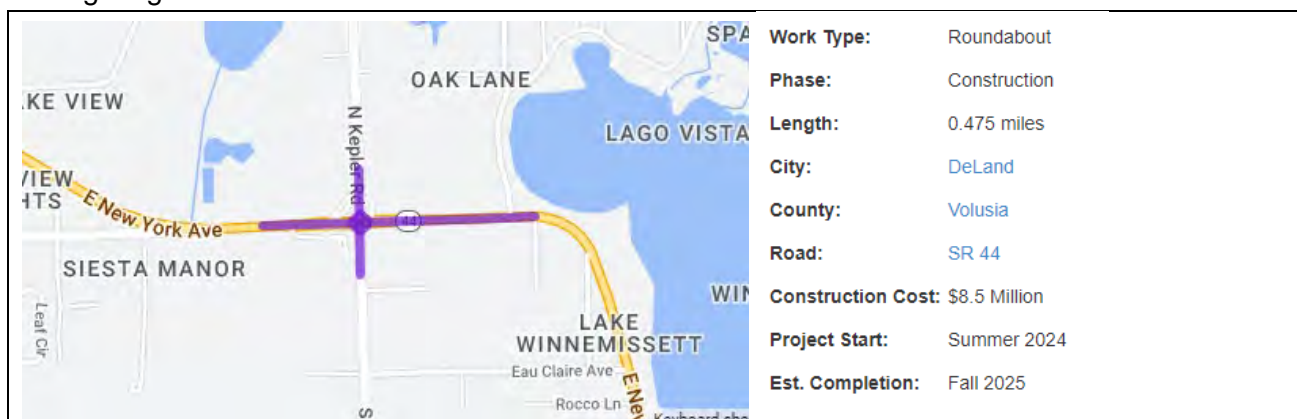 SPA
OAK LANE
KE VIEW
N Kepler Rd
LAGO VISTA
VIEW
HTS
E New York Ave
44
SIESTA MANOR
WIN
Leaf Cir
LAKE
WINNEMISSETT
Eau Claire Ave
E Nev
Rocco Ln
S
Work Type: Roundabout
Phase: Construction
Length: 0.475 miles
City: DeLand
County: Volusia
Road: SR 44
Construction Cost: $8.5 Million
Project Start: Summer 2024
Est. Completion: Fall 2025